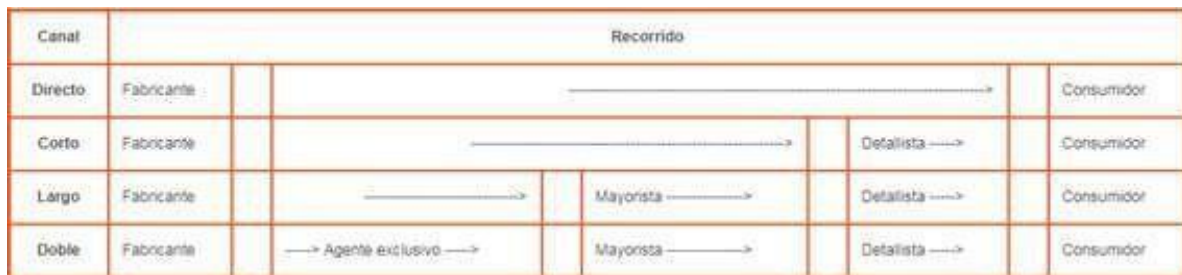 Canal Recorrido
Directo Fabricante ----------------------------------------> Consumidor
Corto Fabricante ------------------------------> Detallista -----> Consumidor
Largo Fabricante --------------------> Mayorista ---------------> Detallista -----> Consumidor
Doble Fabricante -----> Agente exclusivo -----> Mayorista ---------------> Detallista -----> Consumidor